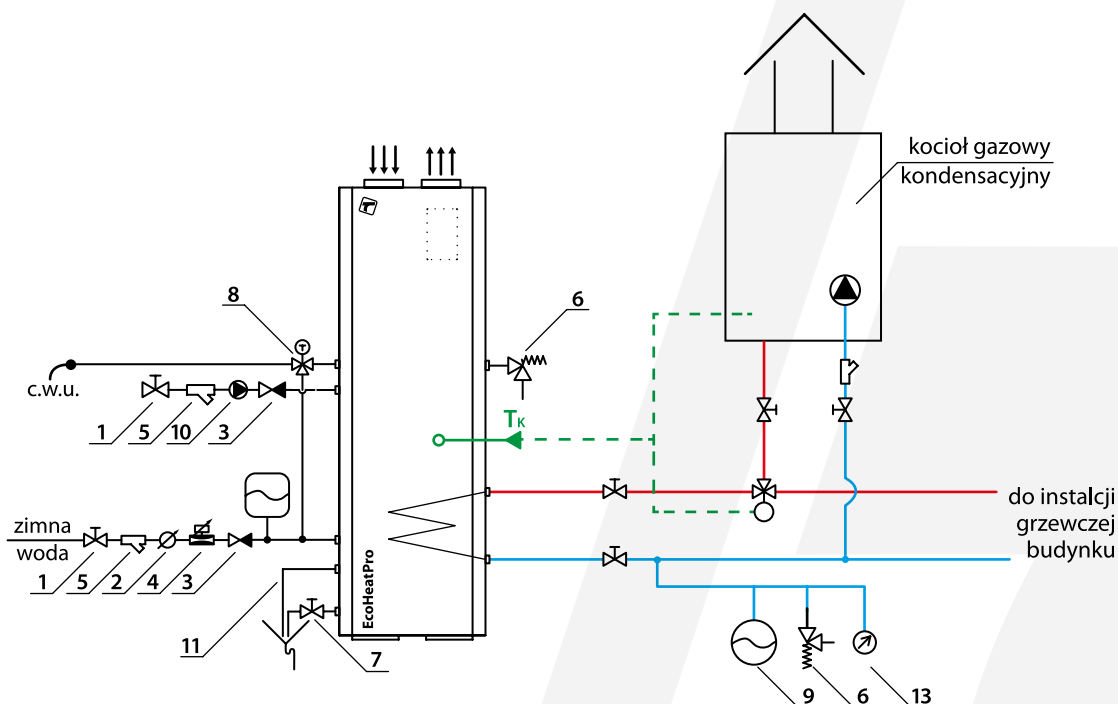 kocioł gazowy
kondensacyjny
8
6
c.w.u.
1 5 10 3
TK
zimna
woda
do instalcji
grzewczej
budynku
1 5 2 4 3
EcoHeatPro
11
7
9 6 13